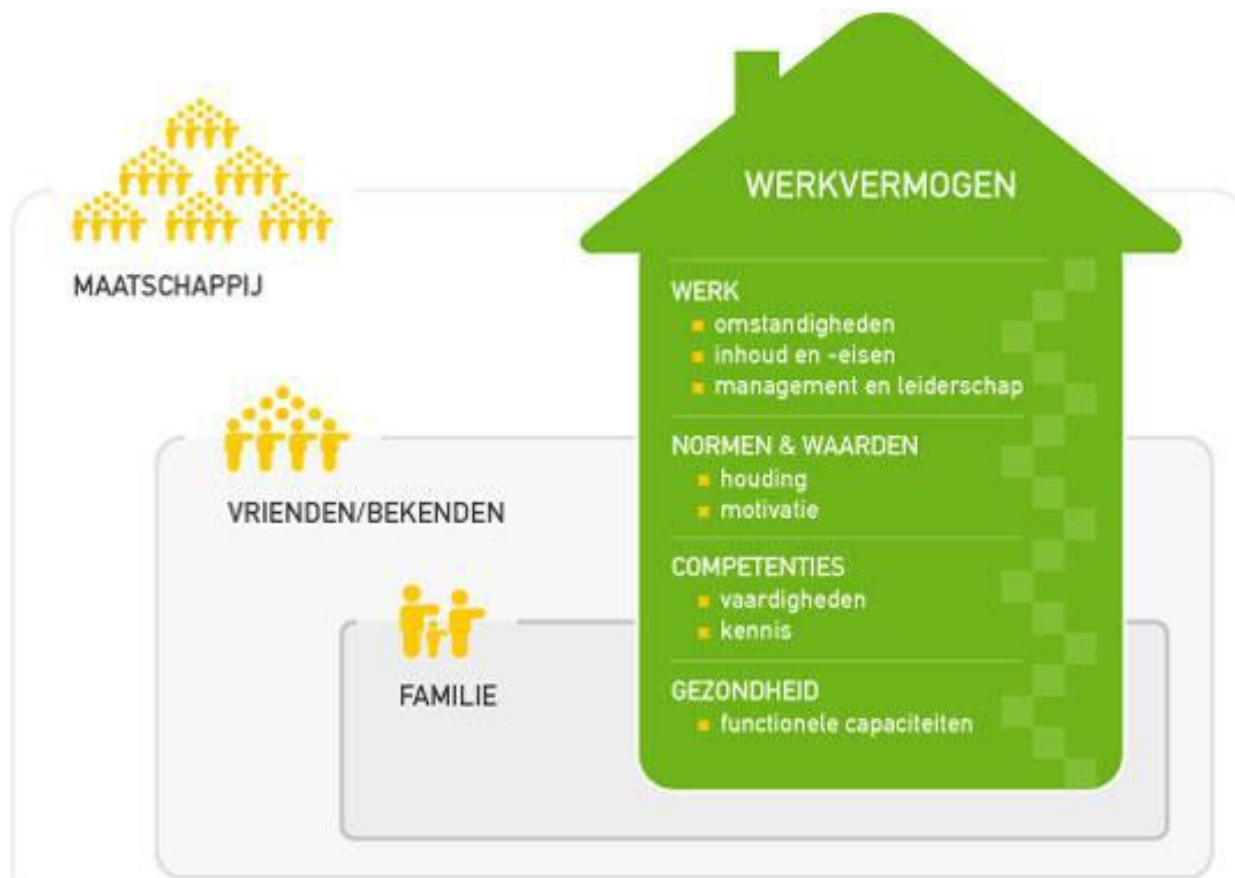 MAATSCHAPPIJ
VRIENDEN/BEKENDEN
FAMILIE
WERKVERMOGEN
WERK
omstandigheden
inhoud en -eisen
management en leiderschap
NORMEN & WAARDEN
houding
motivatie
COMPETENTIES
vaardigheden
kennis
GEZONDHEID
functionele capaciteiten